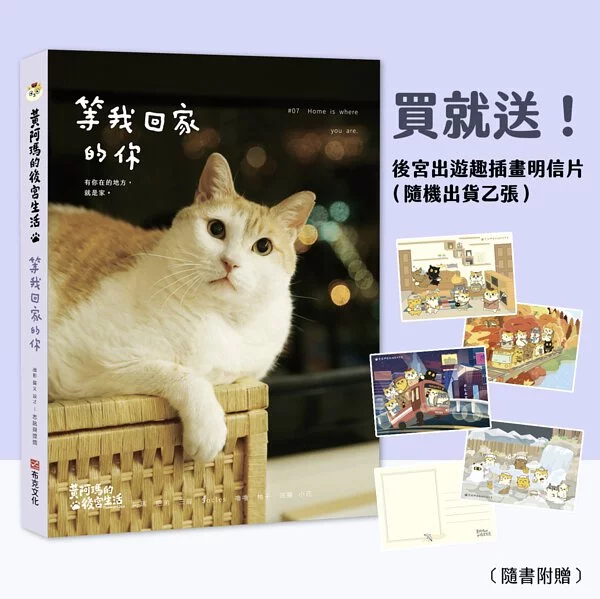 黃阿瑪的後宮生活
等我回家的你
布克文化
等我回家
的你
#07 Home is where
you are.
有你在的地方，
就是家。
黃阿瑪的
後宮生活
買就送！
後宮出遊趣插畫明信片
（隨機出貨乙張）
（隨書附贈）